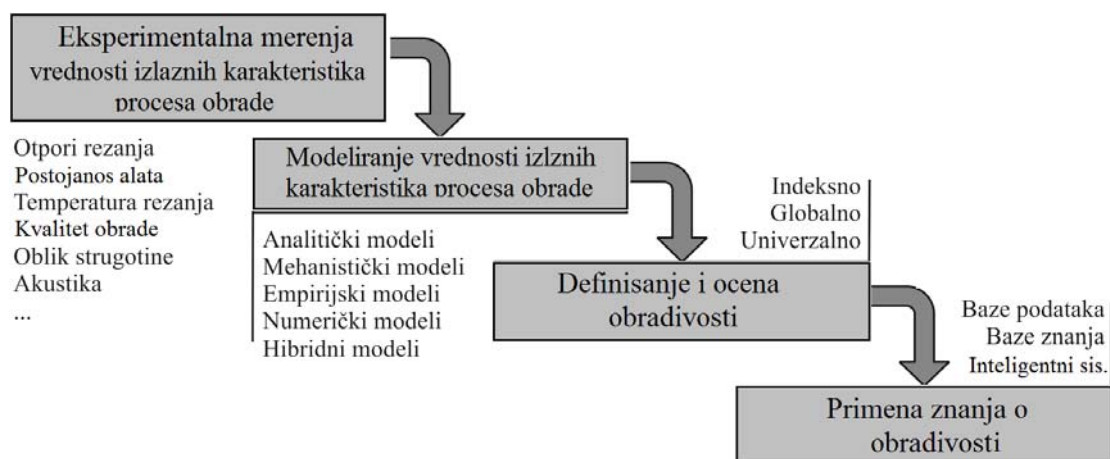 Eksperimentalna merenja
vrednosti izlaznih karakteristika
procesa obrade
Otpori rezanja
Postojanos alata
Temperatura rezanja
Kvalitet obrade
Oblik strugotine
Akustika
...
Modeliranje vrednosti izlznih
karakteristika procesa obrade
Analitički modeli
Mehanistički modeli
Empirijski modeli
Numerički modeli
Hibridni modeli
Indeksno
Globalno
Univerzalno
Definisanje i ocena
obradivosti
Baze podataka
Baze znanja
Inteligentni sis.
Primena znanja o
obradivosti